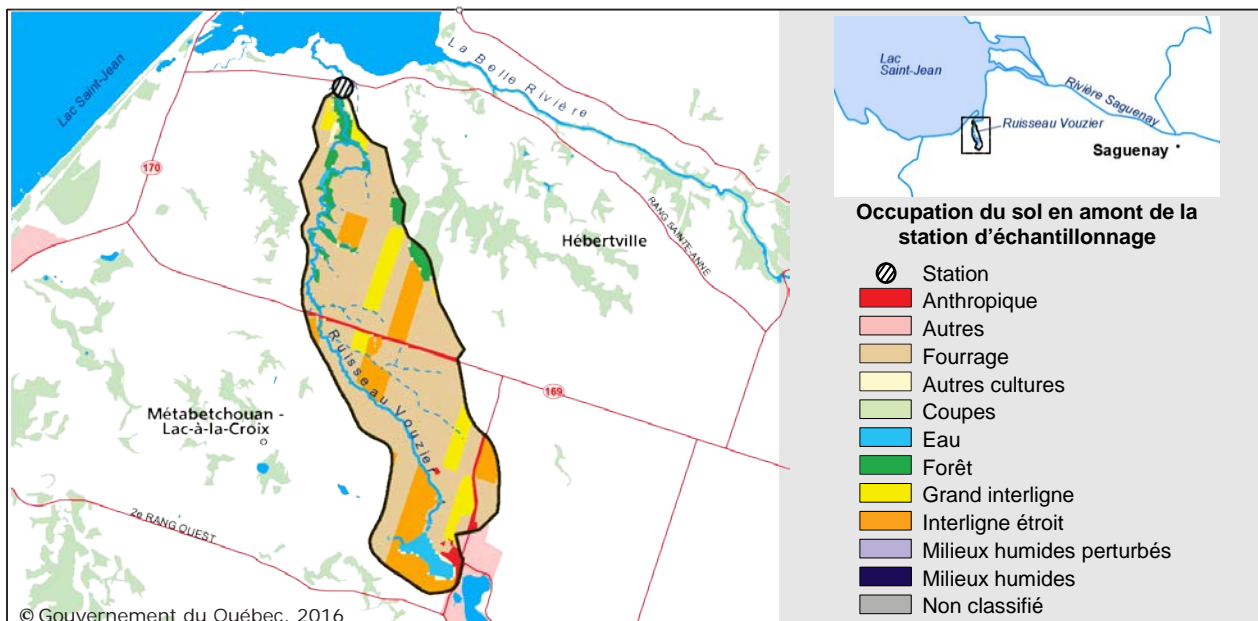 Lac Saint-Jean
La Belle Rivière
170
RANG SAINTE-ANNE
Hébertville
Ruisseau Vouzier
169
Métabetchouan -
Lac-à-la-Croix
2e RANG OUEST
© Gouvernement du Québec, 2016
Lac
Saint-Jean
Rivière Saguenay
Ruisseau Vouzier
Saguenay
Occupation du sol en amont de la
station d'échantillonnage
Station
Anthropique
Autres
Fourrage
Autres cultures
Coupes
Eau
Forêt
Grand interligne
Interligne étroit
Milieux humides perturbés
Milieux humides
Non classifié